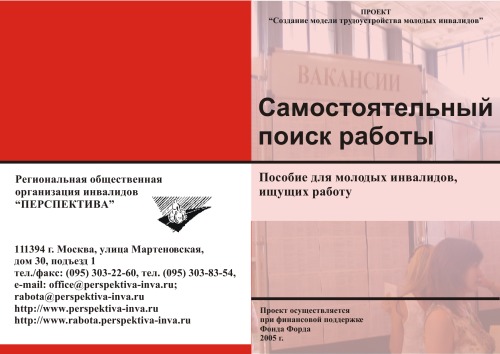 ПРОЕКТ
“Создание модели трудоустройства молодых инвалидов”
ВАКАНСИИ
Самостоятельный
поиск работы
Пособие для молодых инвалидов,
ищущих работу
Проект осуществляется
при финансовой поддержке
Фонда Форда
2005 г.
Региональная общественная
организация инвалидов
“ПЕРСПЕКТИВА”
111394 г. Москва, улица Мартеновская,
дом 30, подъезд 1
тел./факс: (095) 303-22-60, тел. (095) 303-83-54,
e-mail: office@perspektiva-inva.ru;
rabota@perspektiva-inva.ru
http://www.perspektiva-inva.ru
http://www.rabota.perspektiva-inva.ru